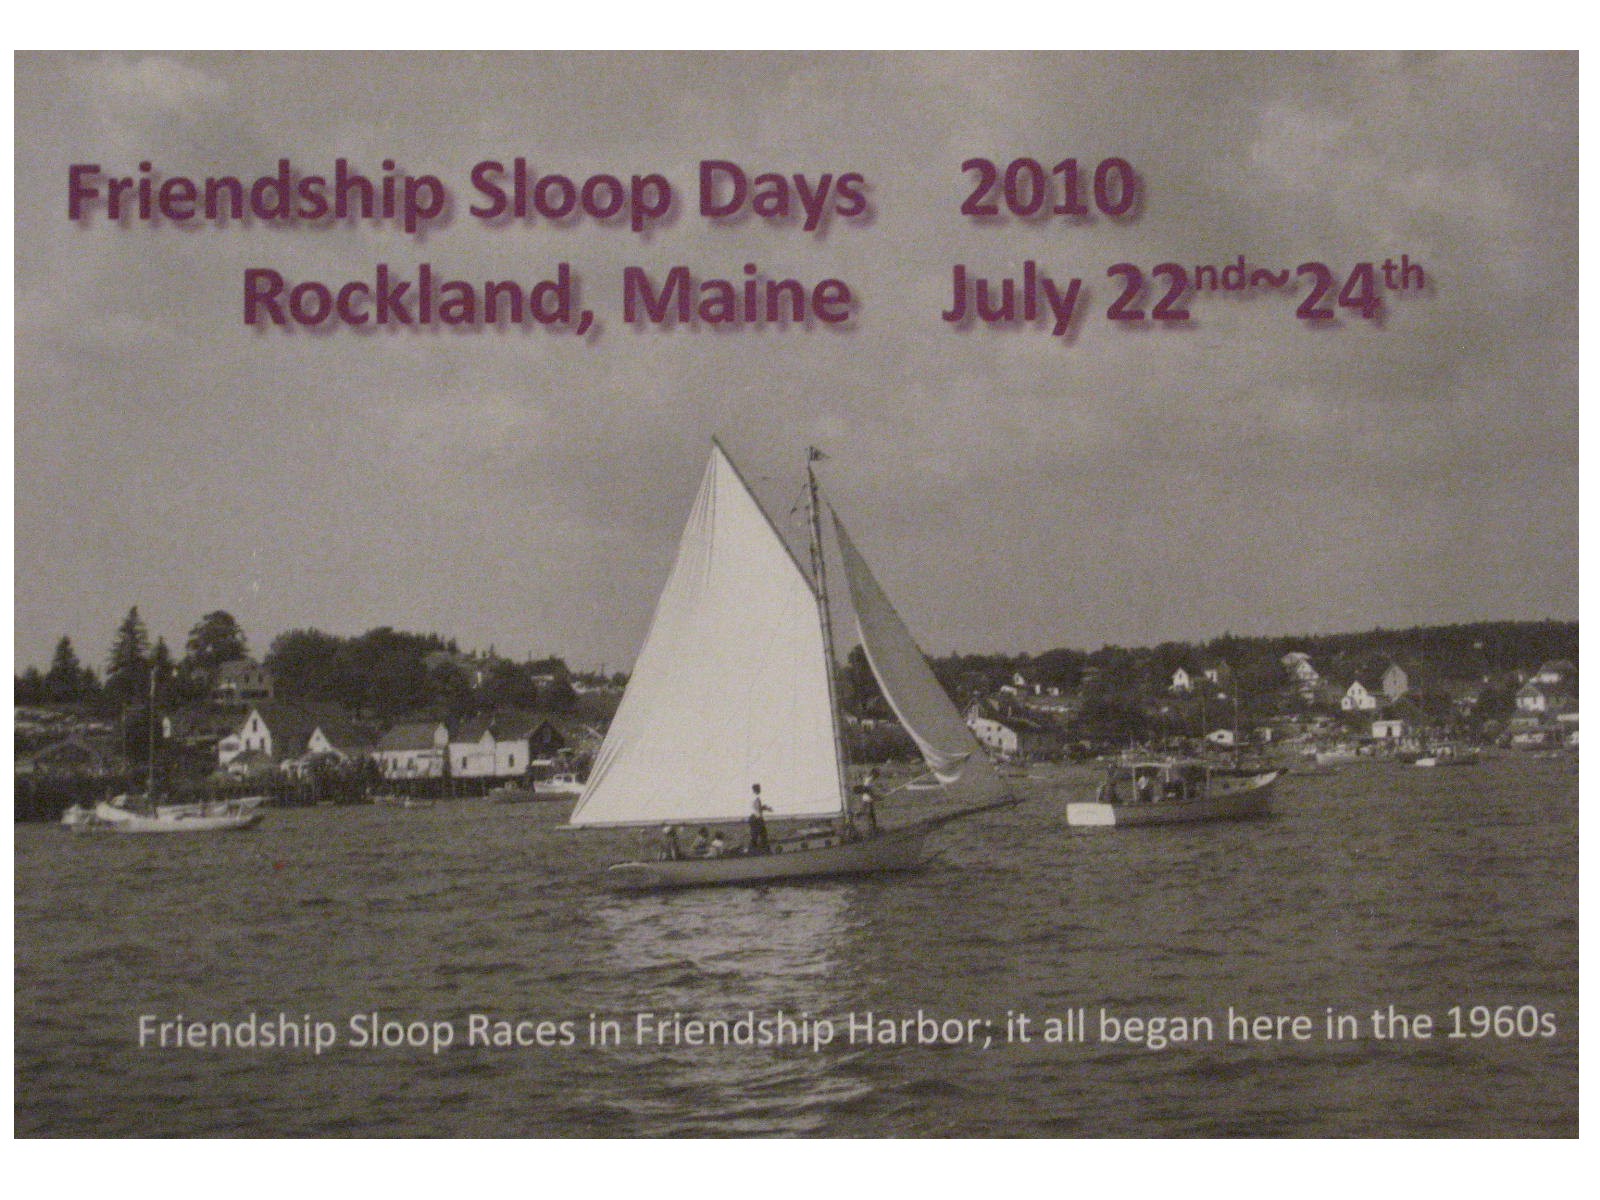 Friendship Sloop Days 2010
Rockland, Maine July 22nd~24th
Friendship Sloop Races in Friendship Harbor; it all began here in the 1960s